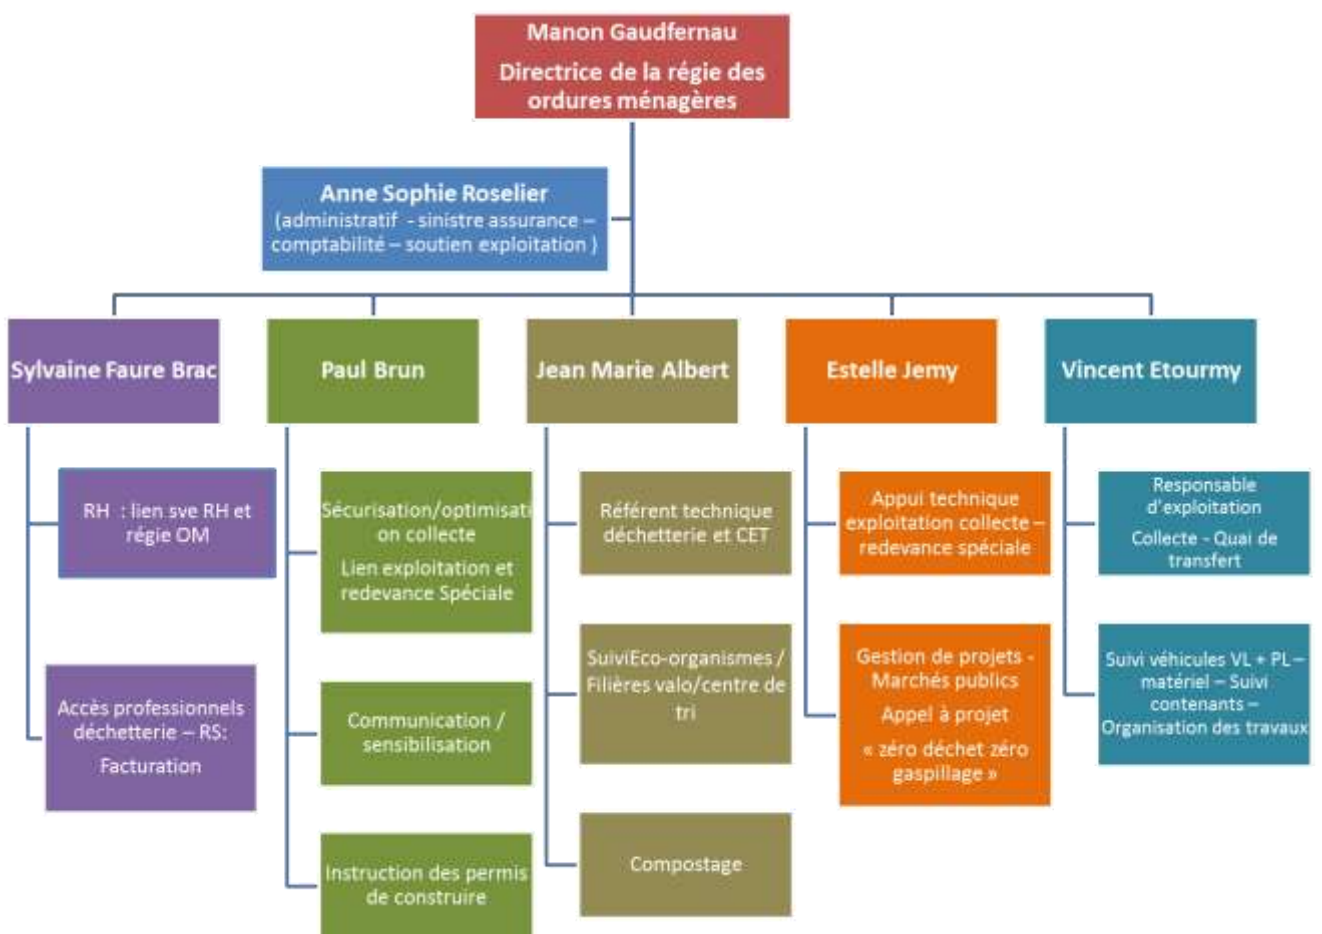 Manon Gaudfernau
Directrice de la régie des
ordures ménagères
Anne Sophie Roselier
(administratif - sinistre assurance –
comptabilité – soutien exploitation )
Sylvaine Faure Brac
Paul Brun
Jean Marie Albert
Estelle Jemy
Vincent Etourmy
RH : lien sve RH et
régie OM
Accès professionnels
déchetterie – RS:
Facturation
Sécurisation/optimisati
on collecte
Lien exploitation et
redevance Spéciale
Communication /
sensibilisation
Instruction des permis
de construire
Référent technique
déchetterie et CET
SuiviEco-organismes /
Filières valo/centre de
tri
Compostage
Appui technique
exploitation collecte –
redevance spéciale
Gestion de projets -
Marchés publics
Appel à projet
« zéro déchet zéro
gaspillage »
Responsable
d'exploitation
Collecte - Quai de
transfert
Suivi véhicules VL + PL –
matériel – Suivi
contenants –
Organisation des travaux